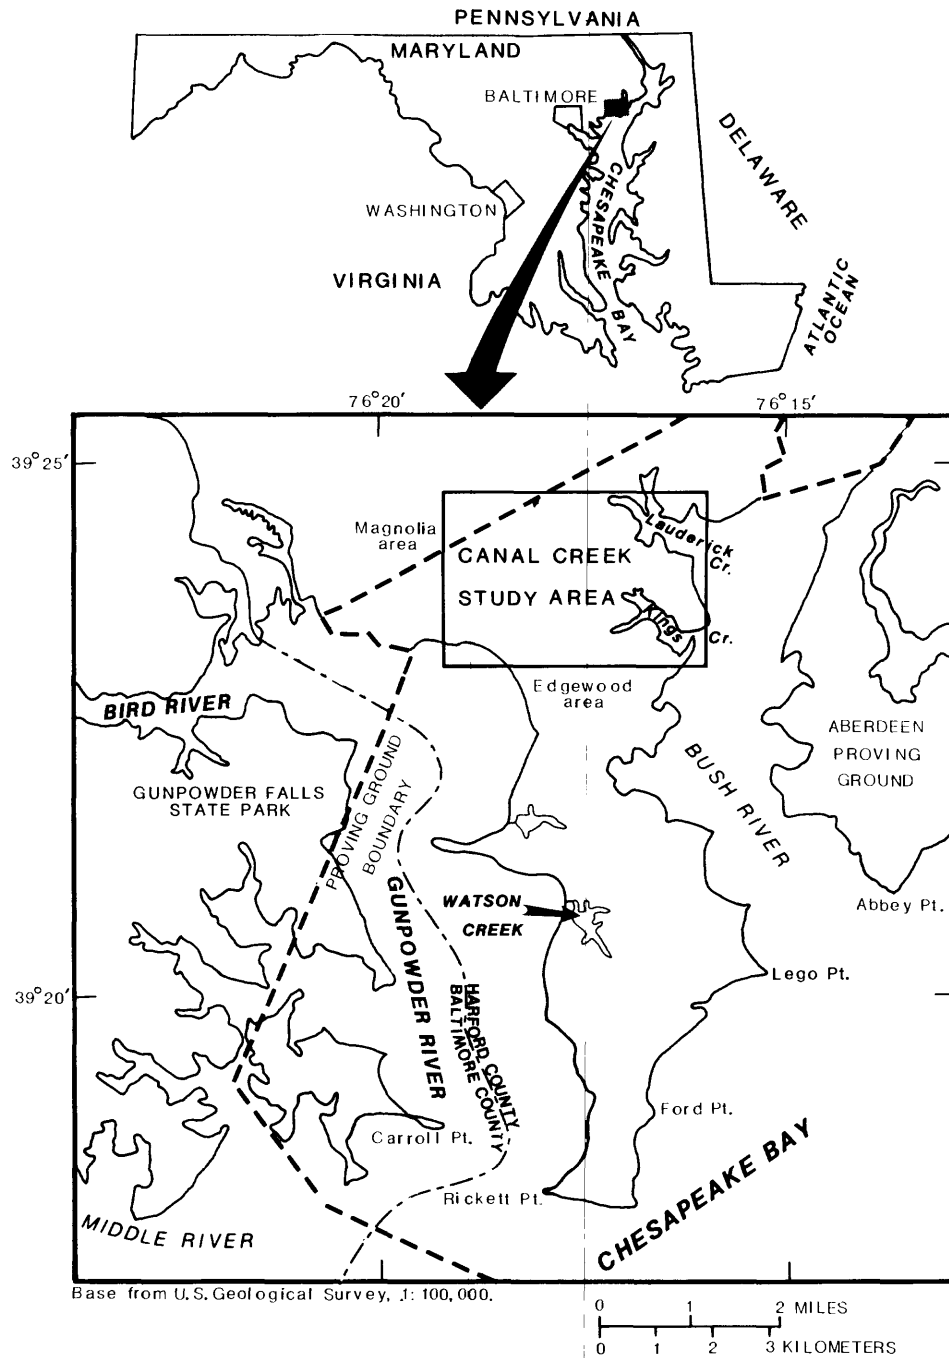 PENNSYLVANIA
MARYLAND
BALTIMORE
DELAWARE
WASHINGTON
CHESAPEAKE
BAY
VIRGINIA
ATLANTIC
OCEAN
76° 20'
76° 15'
39° 25'
Magnolia
area
Lauderick
Cr.
CANAL CREEK
STUDY AREA
Kings
Cr.
Edgewood
area
BIRD RIVER
ABERDEEN
PROVING
GROUND
BUSH RIVER
GUNPOWDER FALLS
STATE PARK
PROVING GROUND
BOUNDARY
GUNPOWDER RIVER
WATSON
CREEK
Abbey Pt.
Lego Pt.
39° 20'
HARFORD COUNTY
BALTIMORE COUNTY
Ford Pt.
Carroll Pt.
Rickett Pt.
CHESAPEAKE BAY
MIDDLE RIVER
Base from U.S. Geological Survey, 1: 100,000.
0 1 2 MILES
0 1 2 3 KILOMETERS